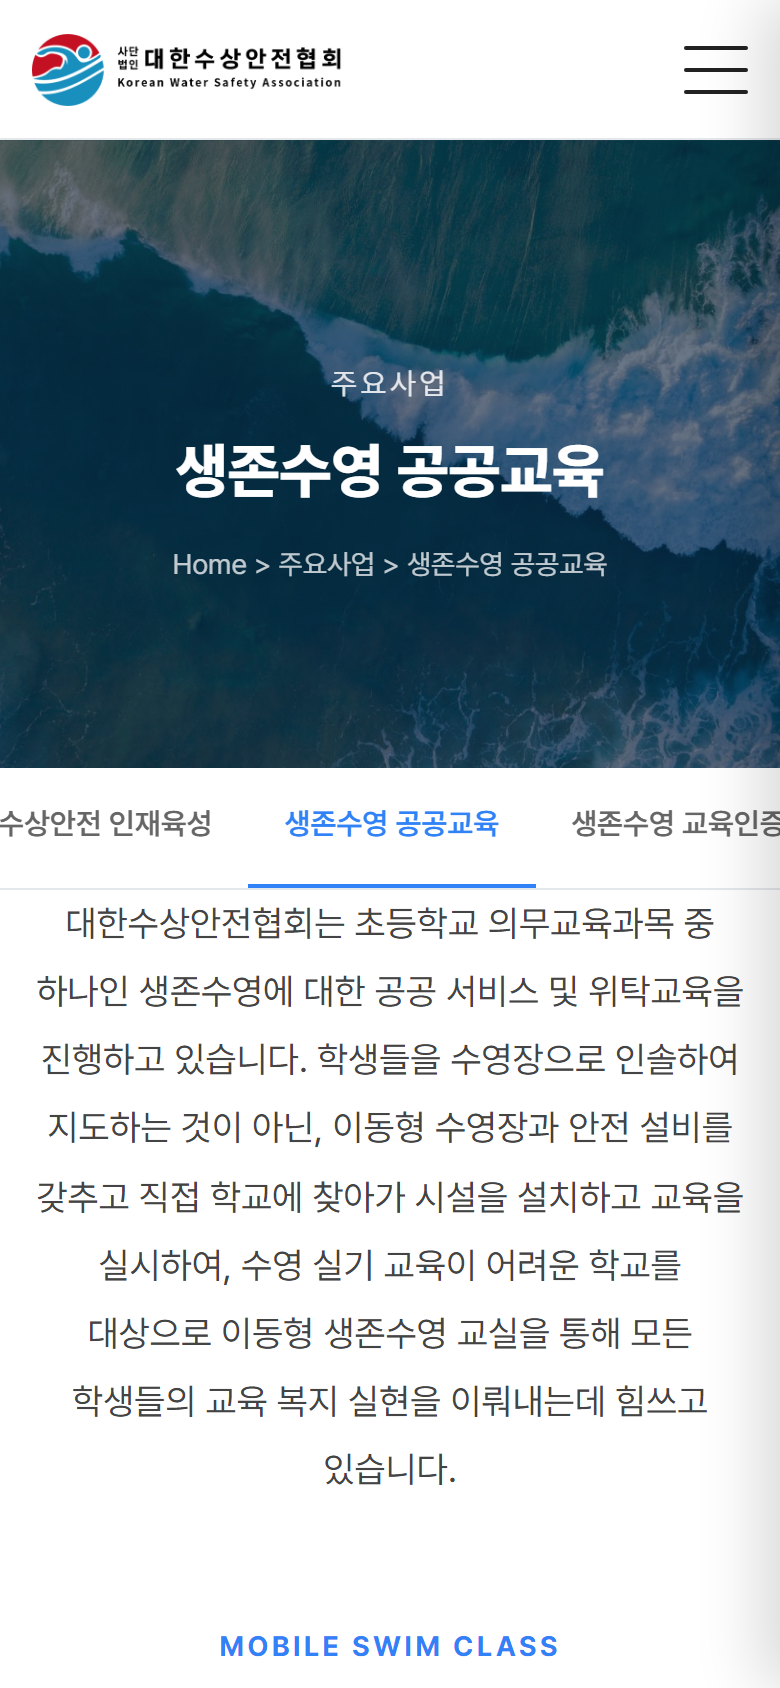 사단
법인 대한수상안전협회
Korean Water Safety Association
주요사업
생존수영 공공교육
Home > 주요사업 > 생존수영 공공교육
수상안전 인재육성 생존수영 공공교육 생존수영 교육인증
대한수상안전협회는 초등학교 의무교육과목 중
하나인 생존수영에 대한 공공 서비스 및 위탁교육을
진행하고 있습니다. 학생들을 수영장으로 인솔하여
지도하는 것이 아닌, 이동형 수영장과 안전 설비를
갖추고 직접 학교에 찾아가 시설을 설치하고 교육을
실시하여, 수영 실기 교육이 어려운 학교를
대상으로 이동형 생존수영 교실을 통해 모든
학생들의 교육 복지 실현을 이뤄내는데 힘쓰고
있습니다.
MOBILE SWIM CLASS